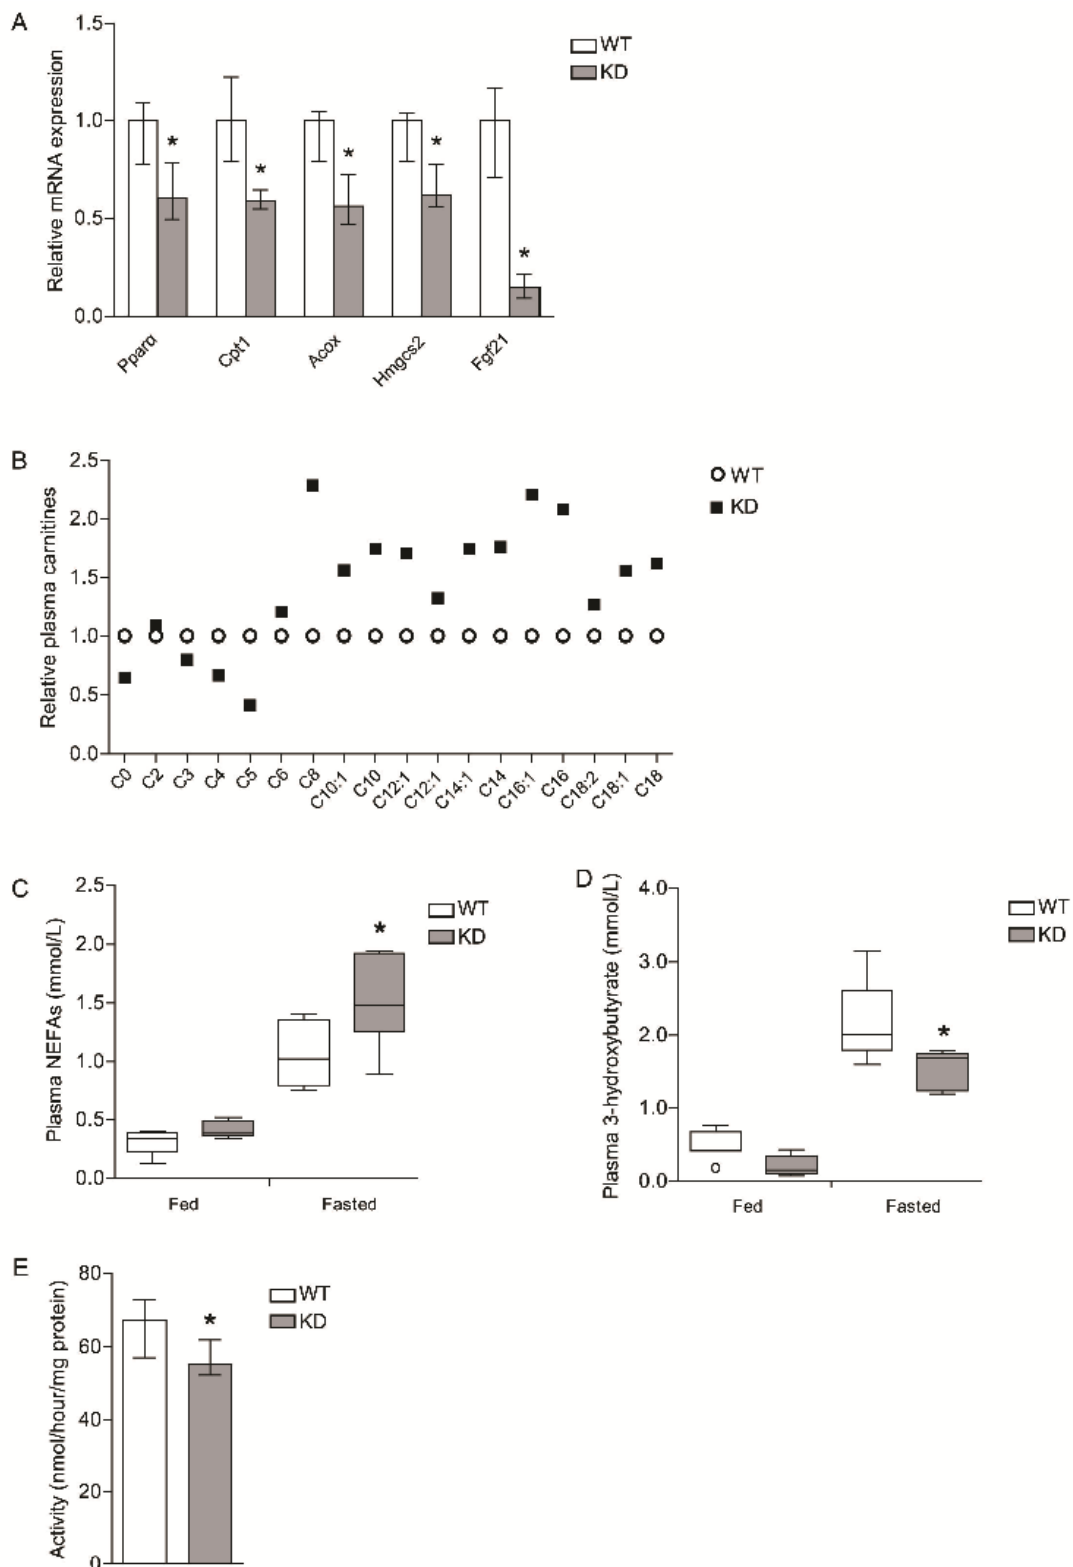 A
Relative mRNA expression
1.5
1.0
0.5
0.0
WT
KD
*
*
*
*
*
Pparα
Cpt1
Acox
Hmgcs2
Fgf21
B
Relative plasma carnitines
2.5
2.0
1.5
1.0
0.5
0.0
WT
KD
C0
C2
C3
C4
C5
C6
C8
C10:1
C10
C12:1
C12:1
C14:1
C14
C16:1
C16
C18:2
C18:1
C18
C
Plasma NEFAs (mmol/L)
2.5
2.0
1.5
1.0
0.5
0.0
WT
KD
*
Fed
Fasted
D
Plasma 3-hydroxybutyrate (mmol/L)
4.0
3.0
2.0
1.0
0.0
WT
KD
*
Fed
Fasted
E
Activity (nmol/hour/mg protein)
80
60
40
20
0
WT
KD
*